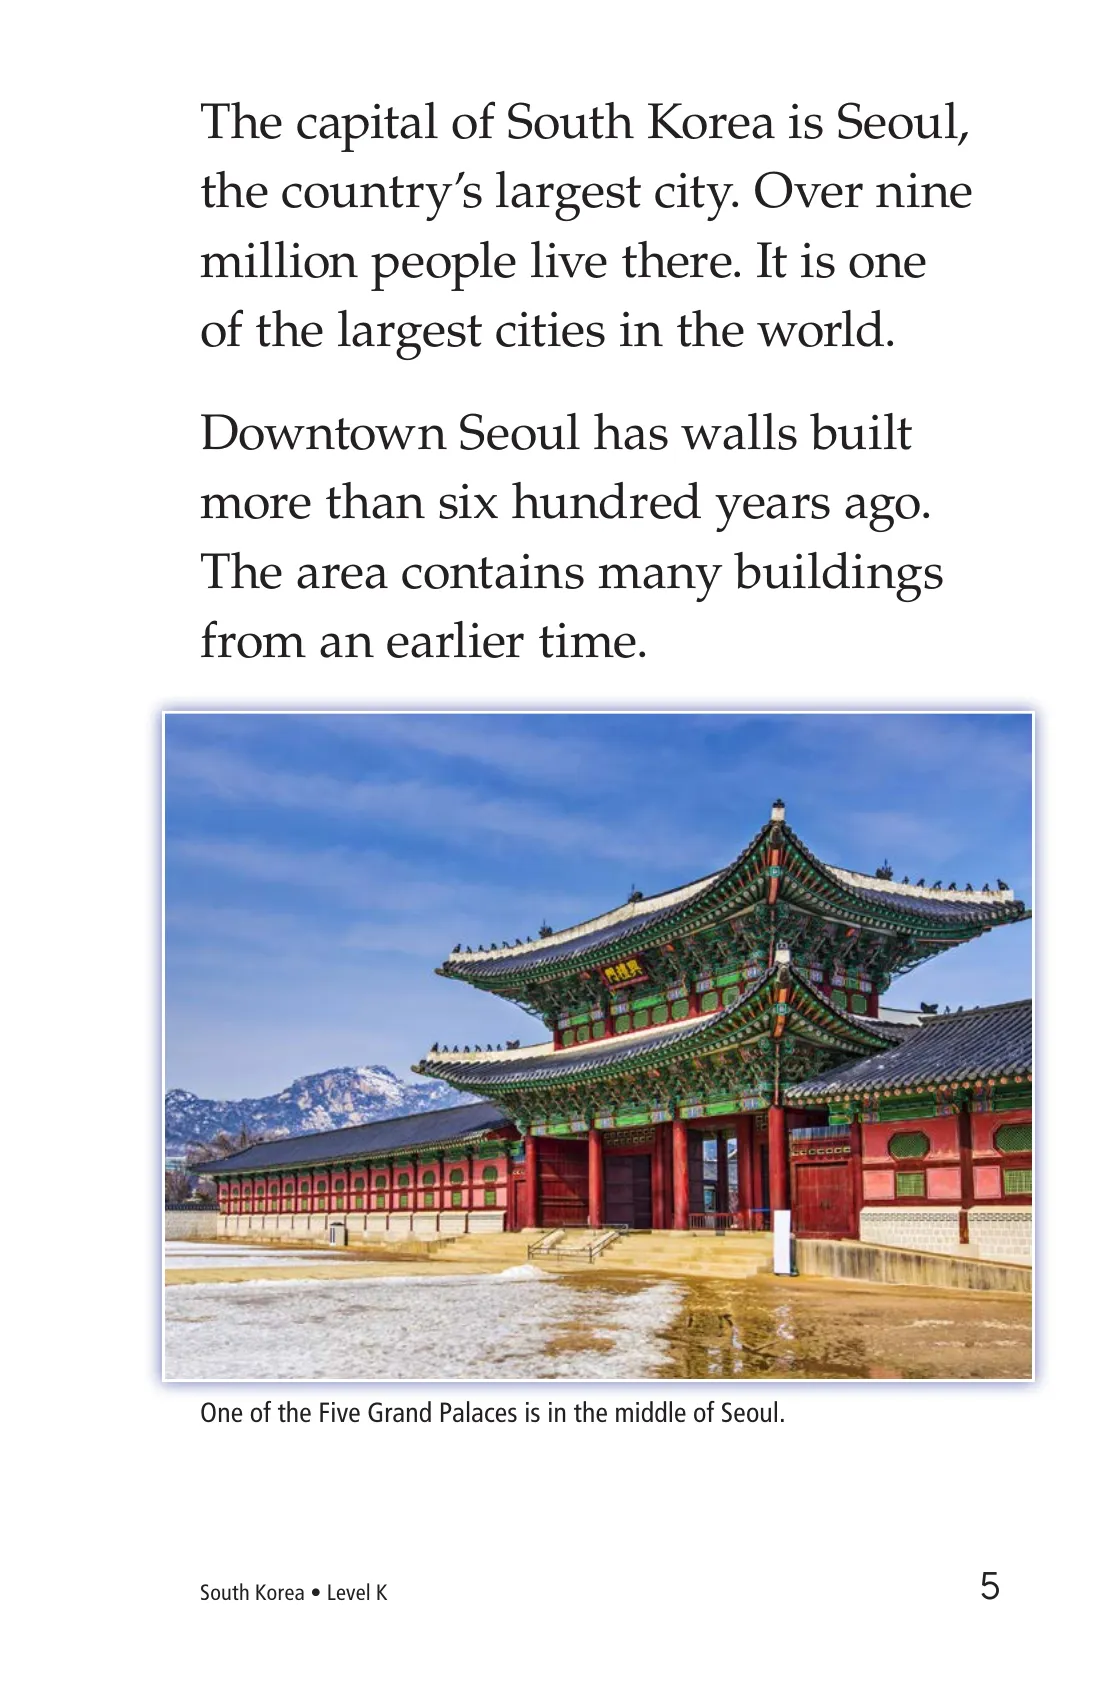 The capital of South Korea is Seoul,
the country’s largest city. Over nine
million people live there. It is one
of the largest cities in the world.
Downtown Seoul has walls built
more than six hundred years ago.
The area contains many buildings
from an earlier time.
門禮興
One of the Five Grand Palaces is in the middle of Seoul.
South Korea • Level K
5